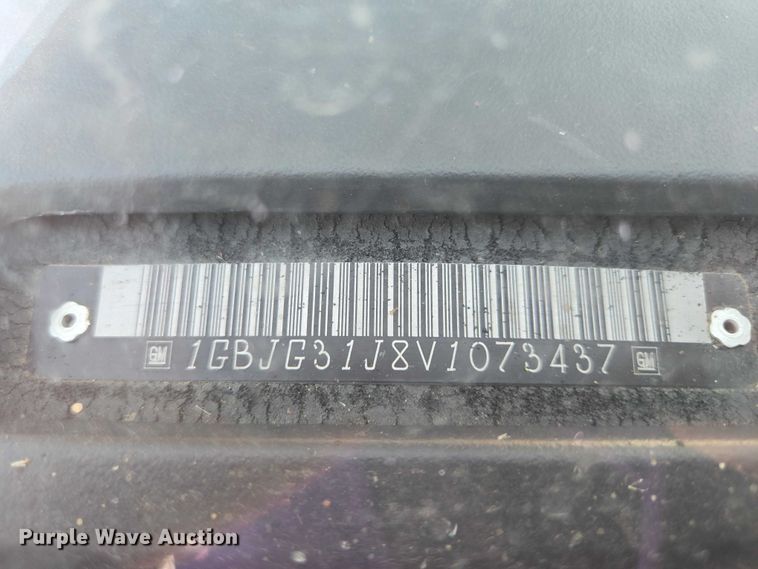 GM 1GBJG31J8V1073437 GM
Purple Wave Auction